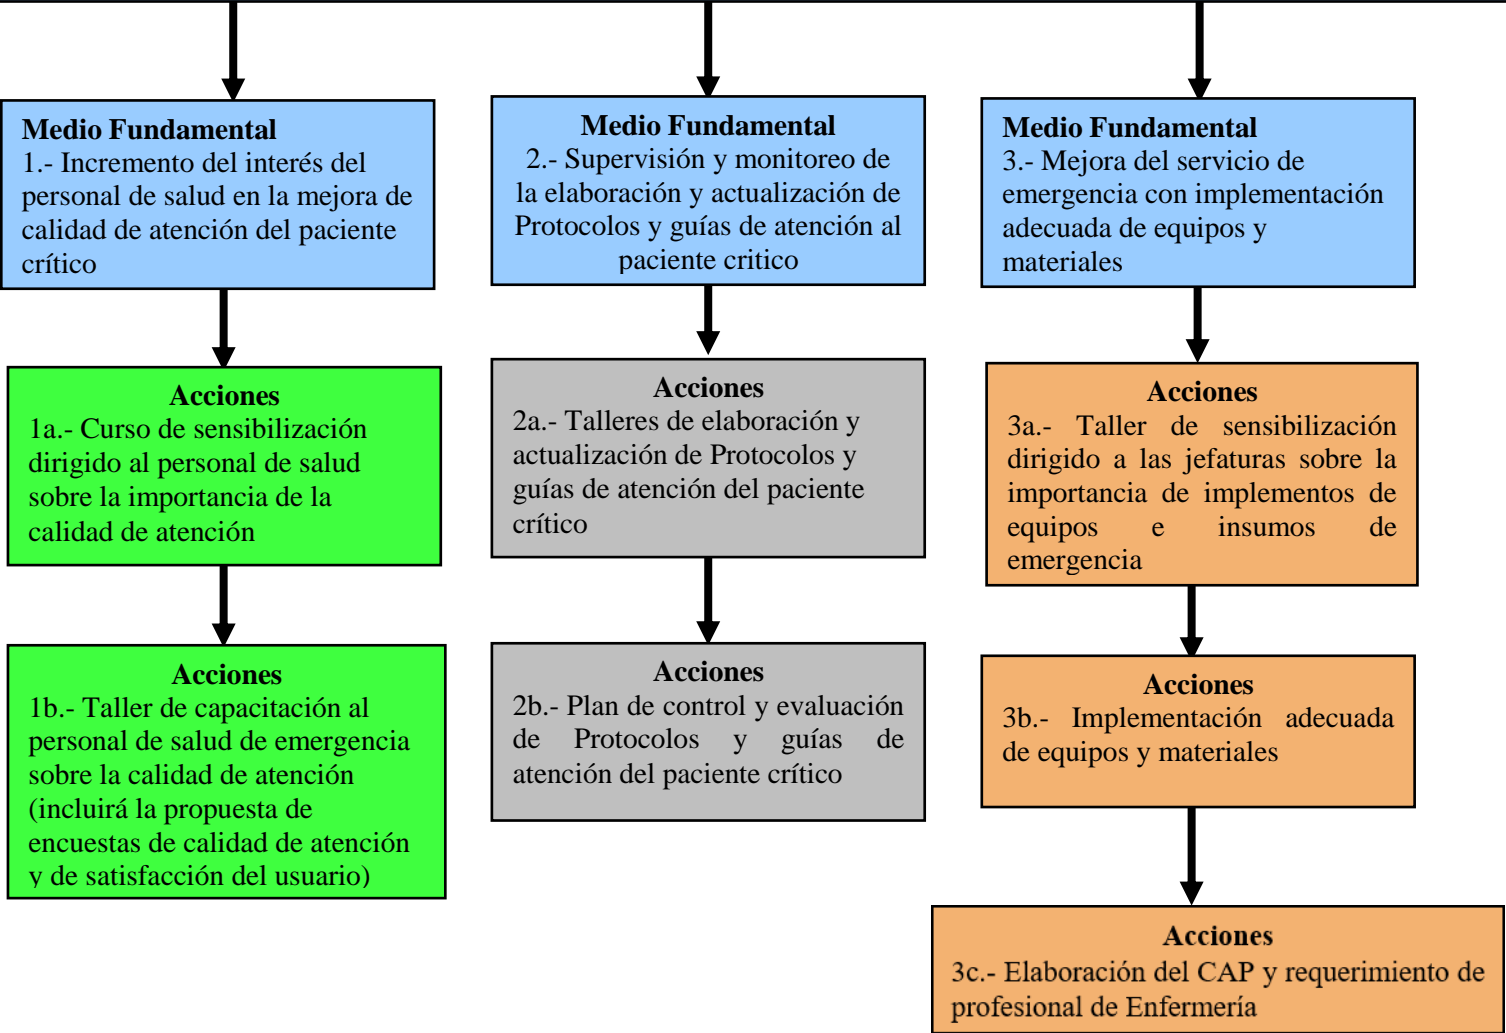 Medio Fundamental
1.- Incremento del interés del
personal de salud en la mejora de
calidad de atención del paciente
crítico
Medio Fundamental
2.- Supervisión y monitoreo de
la elaboración y actualización de
Protocolos y guías de atención al
paciente critico
Medio Fundamental
3.- Mejora del servicio de
emergencia con implementación
adecuada de equipos y
materiales
Acciones
1a.- Curso de sensibilización
dirigido al personal de salud
sobre la importancia de la
calidad de atención
Acciones
2a.- Talleres de elaboración y
actualización de Protocolos y
guías de atención del paciente
crítico
Acciones
3a.- Taller de sensibilización
dirigido a las jefaturas sobre la
importancia de implementos de
equipos e insumos de
emergencia
Acciones
1b.- Taller de capacitación al
personal de salud de emergencia
sobre la calidad de atención
(incluirá la propuesta de
encuestas de calidad de atención
y de satisfacción del usuario)
Acciones
2b.- Plan de control y evaluación
de Protocolos y guías de
atención del paciente crítico
Acciones
3b.- Implementación adecuada
de equipos y materiales
Acciones
3c.- Elaboración del CAP y requerimiento de
profesional de Enfermería